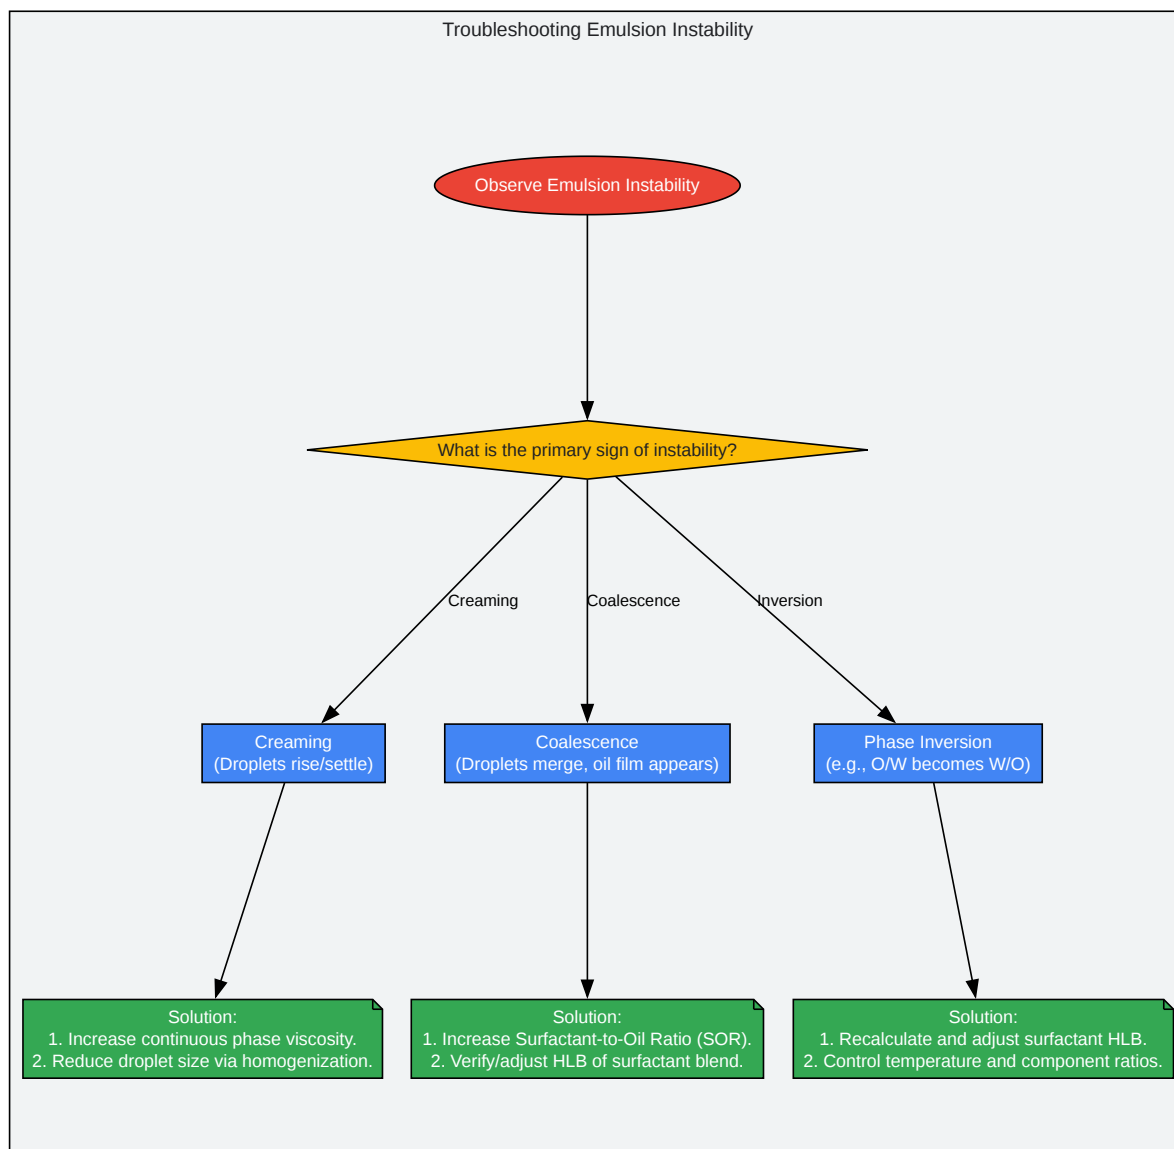 Troubleshooting Emulsion Instability
Observe Emulsion Instability
What is the primary sign of instability?
Creaming
Coalescence
Inversion
Creaming
(Droplets rise/settle)
Coalescence
(Droplets merge, oil film appears)
Phase Inversion
(e.g., O/W becomes W/O)
Solution:
1. Increase continuous phase viscosity.
2. Reduce droplet size via homogenization.
Solution:
1. Increase Surfactant-to-Oil Ratio (SOR).
2. Verify/adjust HLB of surfactant blend.
Solution:
1. Recalculate and adjust surfactant HLB.
2. Control temperature and component ratios.